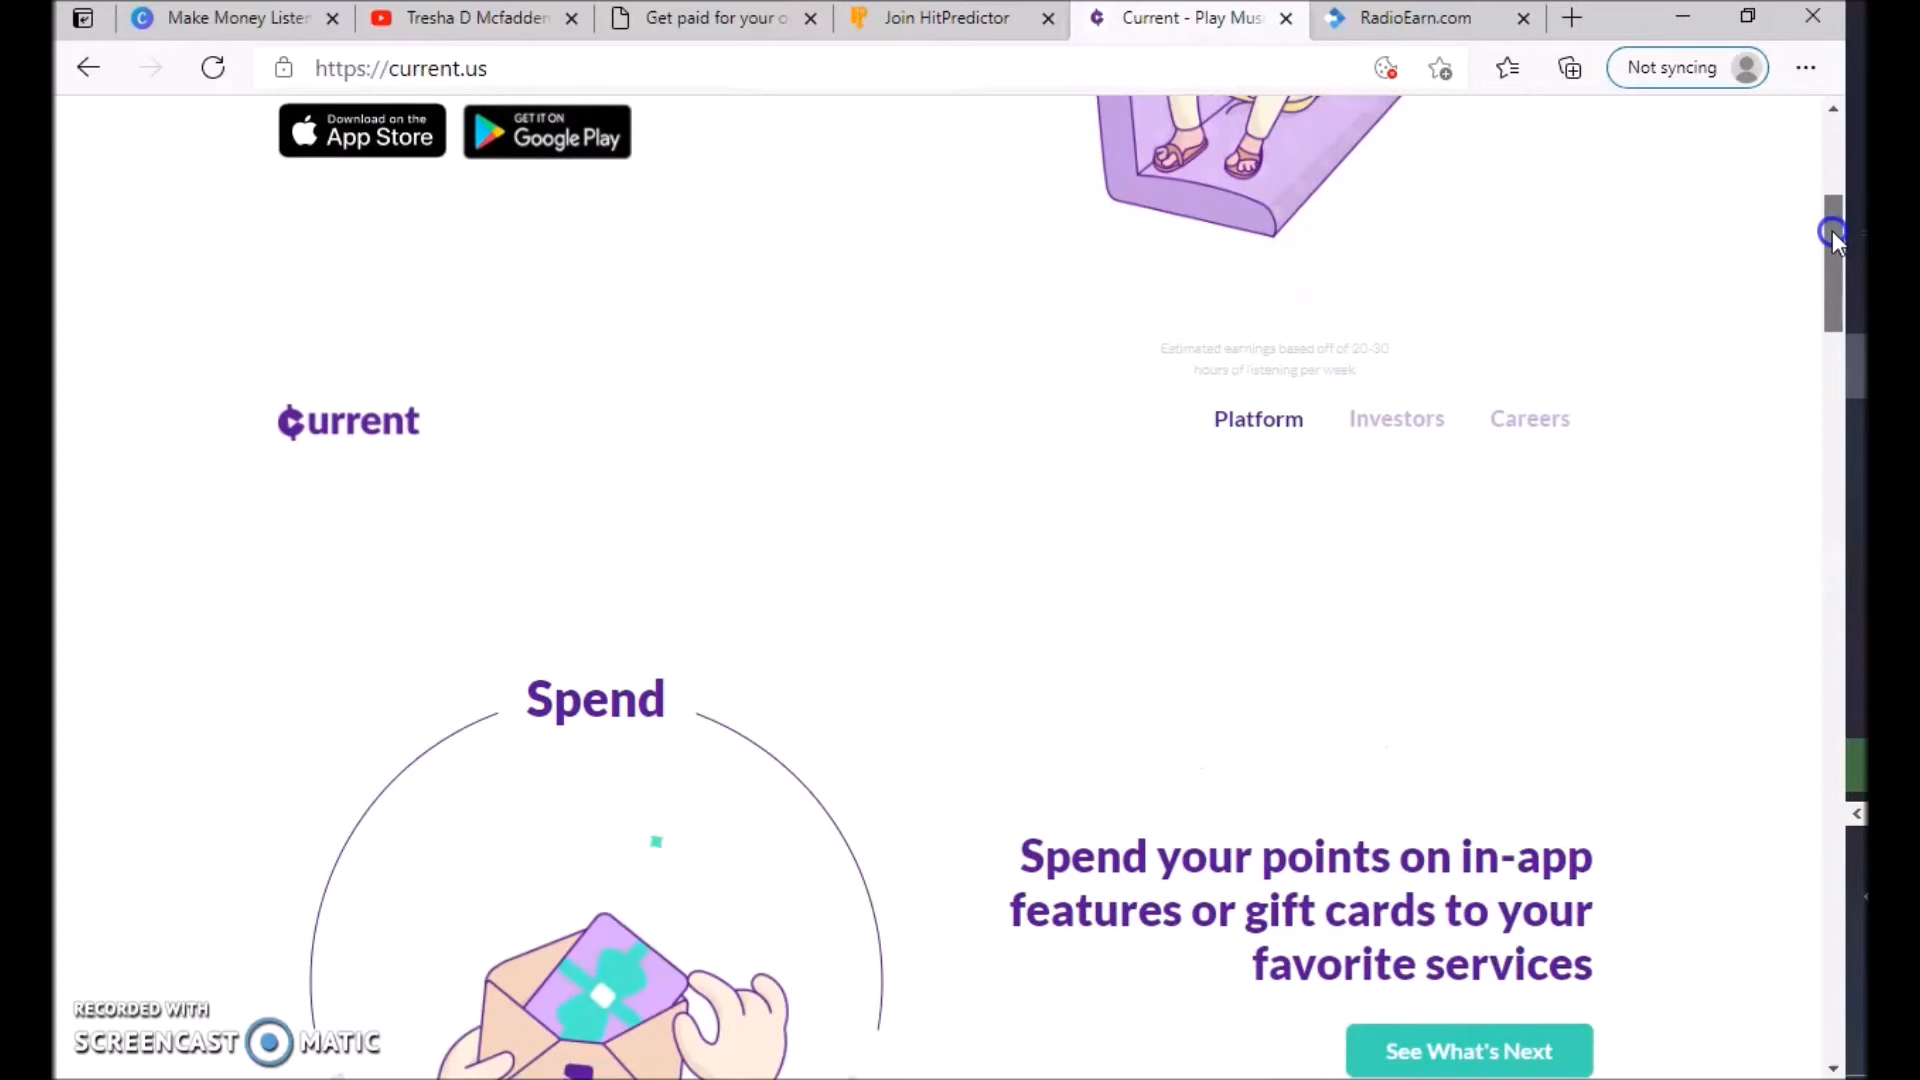 Make Money Lister
Tresha D Mcfadden
Get paid for your o
Join HitPredictor
Current - Play Mus
RadioEarn.com
https://current.us
Not syncing
Download on the
App Store
GET IT ON
Google Play
Estimated earnings based off of 20-30
hours of listening per week
¢urrent
Platform
Investors
Careers
Spend
Spend your points on in-app
features or gift cards to your
favorite services
See What's Next
RECORDED WITH
SCREENCAST MATIC